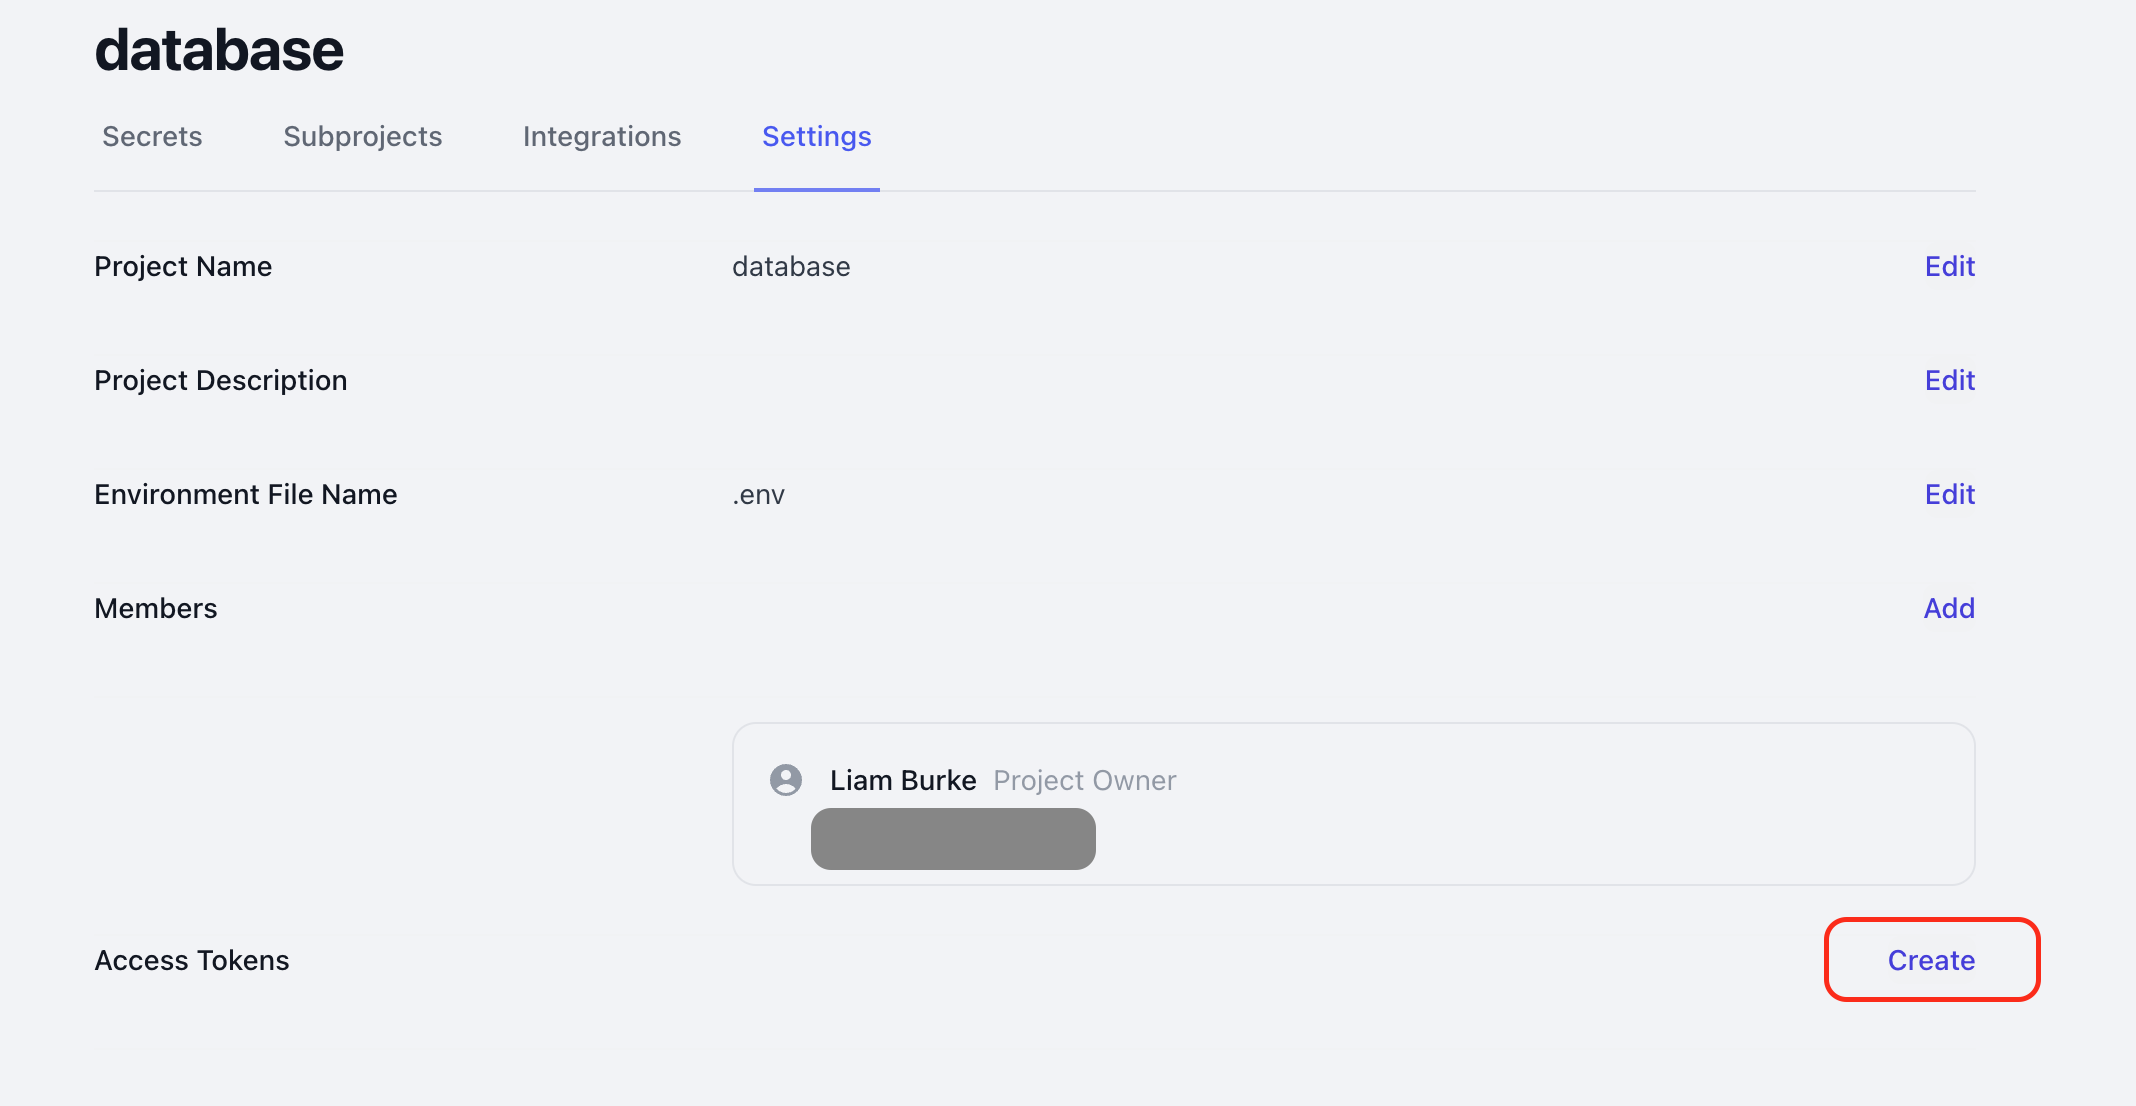 database
Secrets Subprojects Integrations Settings
Project Name database Edit
Project Description Edit
Environment File Name .env Edit
Members Add
Liam Burke Project Owner
Access Tokens Create